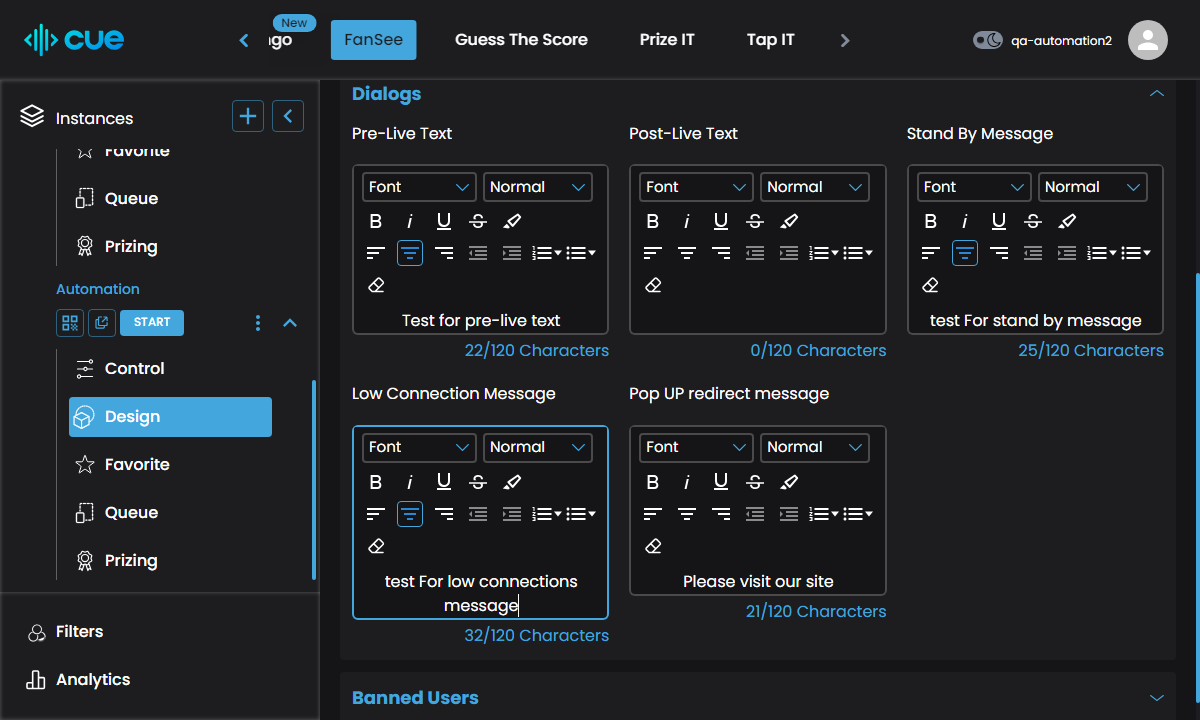 cue
New
ngo
FanSee
Guess The Score
Prize IT
Tap IT
qa-automation2
Instances
Favorite
Queue
Prizing
Automation
START
Control
Design
Favorite
Queue
Prizing
Filters
Analytics
Dialogs
Pre-Live Text
Font
Normal
B i U S
Test for pre-live text
22/120 Characters
Post-Live Text
Font
Normal
B i U S
0/120 Characters
Stand By Message
Font
Normal
B i U S
test For stand by message
25/120 Characters
Low Connection Message
Font
Normal
B i U S
test For low connections
message
32/120 Characters
Pop UP redirect message
Font
Normal
B i U S
Please visit our site
21/120 Characters
Banned Users